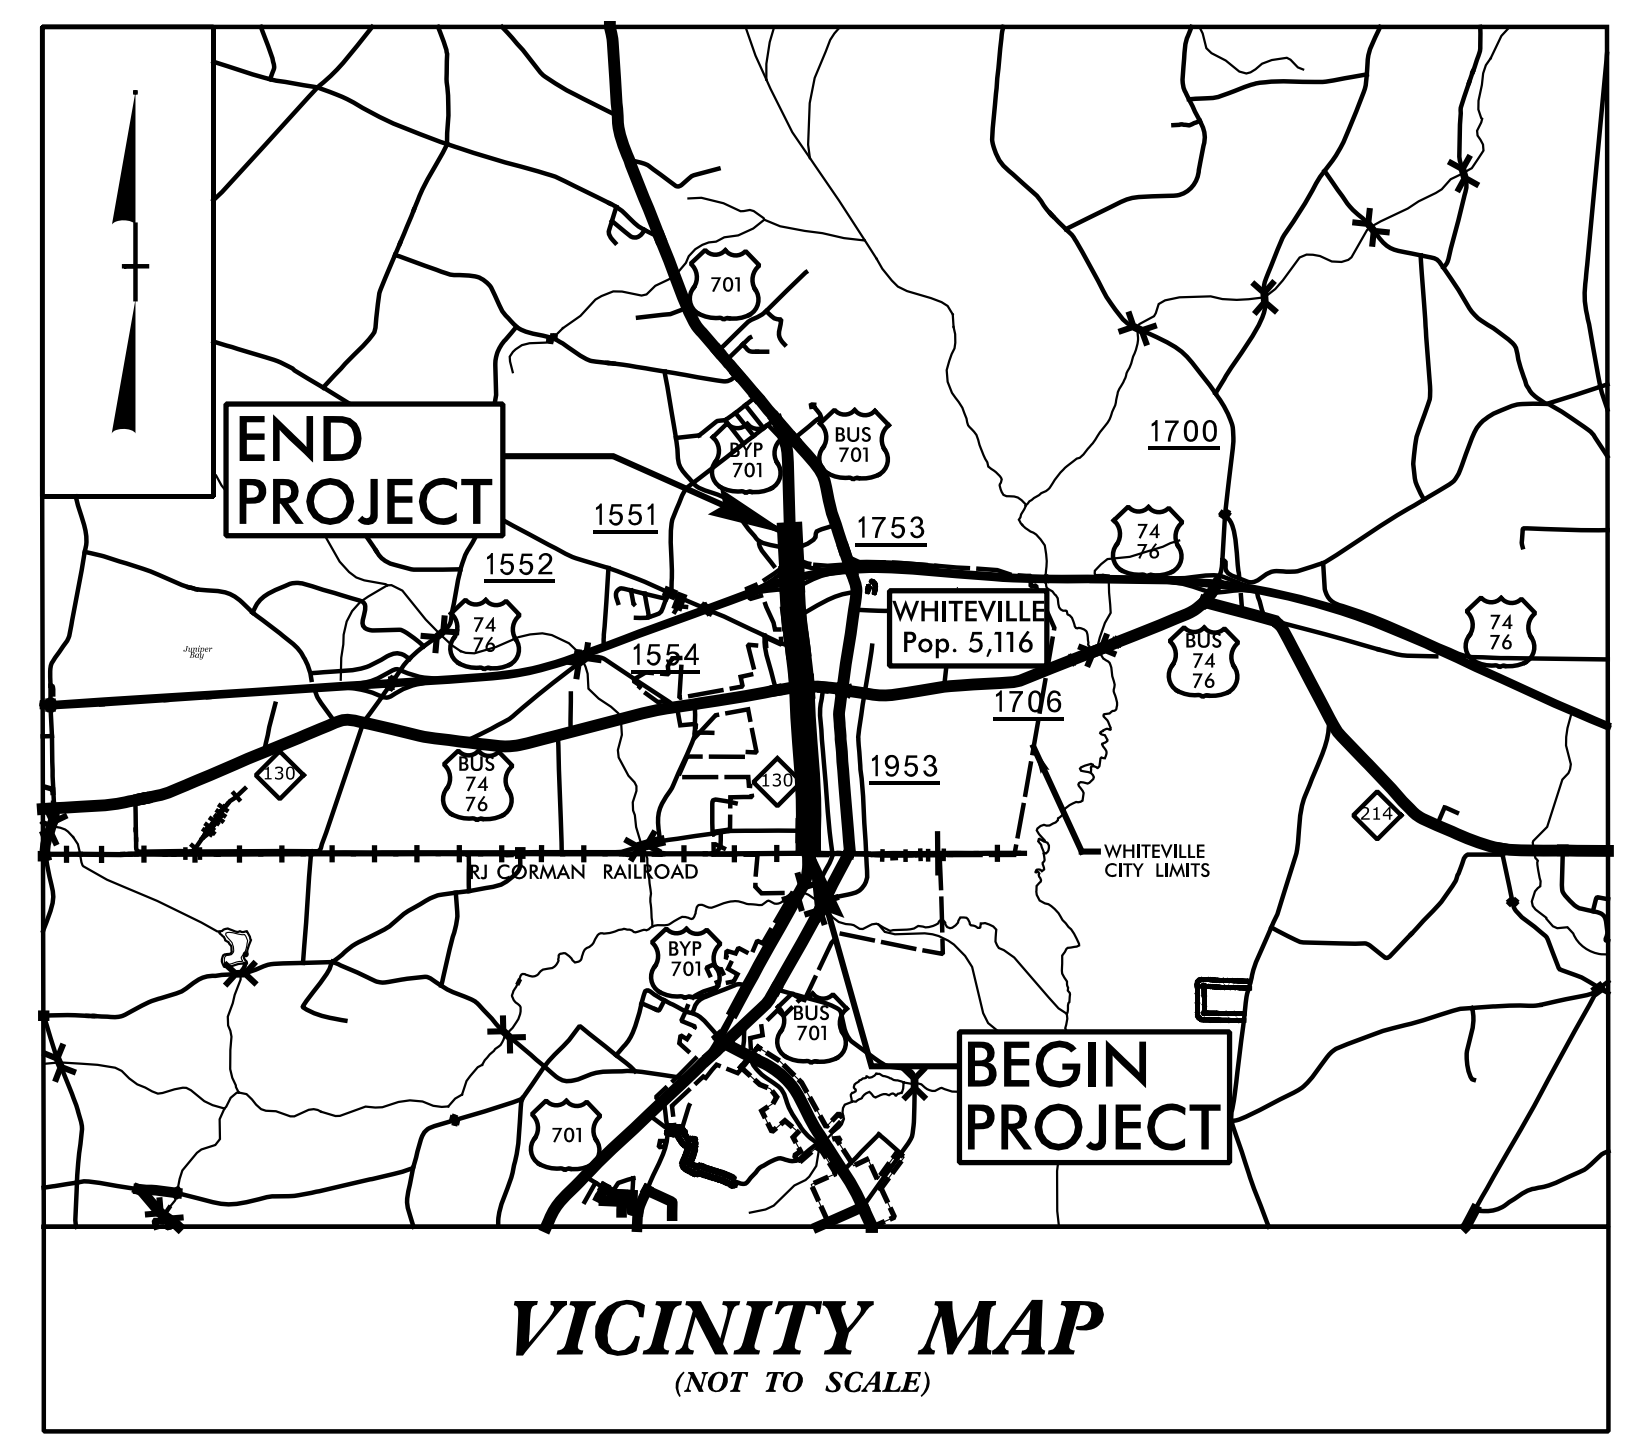 701
BYP
701
BUS
701
END
PROJECT
1700
1551
1753
74
76
1552
WHITEVILLE
Pop. 5,116
74
76
74
76
Juniper
Bay
1554
BUS
74
76
1706
130
BUS
74
76
130
1953
214
RJ CORMAN RAILROAD
WHITEVILLE
CITY LIMITS
BYP
701
BUS
701
BEGIN
PROJECT
701
VICINITY MAP
(NOT TO SCALE)